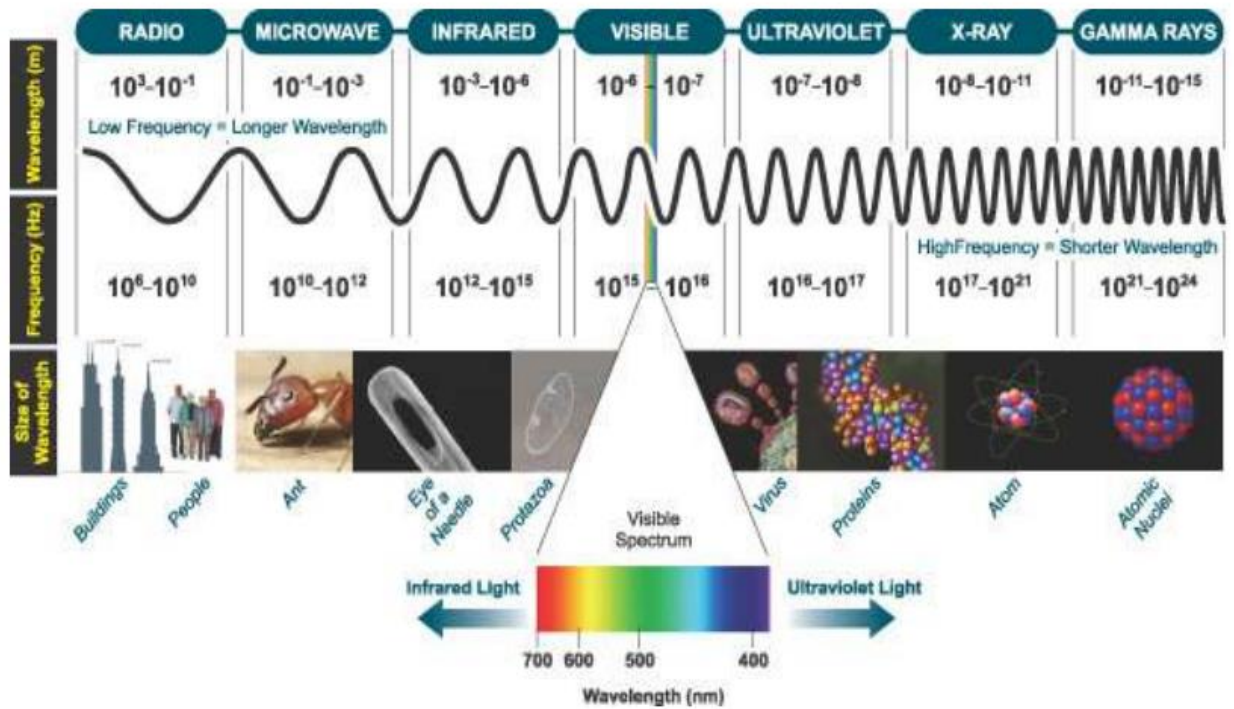 RADIO MICROWAVE INFRARED VISIBLE ULTRAVIOLET X-RAY GAMMA RAYS
Wavelength (m)
10³-10⁻¹ 10⁻¹-10⁻³ 10⁻³-10⁻⁶ 10⁻⁶ - 10⁻⁷ 10⁻⁷-10⁻⁸ 10⁻⁸-10⁻¹¹ 10⁻¹¹-10⁻¹⁵
Low Frequency = Longer Wavelength
HighFrequency = Shorter Wavelength
Frequency (Hz)
10⁶-10¹⁰ 10¹⁰-10¹² 10¹²-10¹⁵ 10¹⁵ - 10¹⁶ 10¹⁶-10¹⁷ 10¹⁷-10²¹ 10²¹-10²⁴
Size of
Wavelength
Buildings
People
Ant
Eye
of a
Needle
Protazoa
Virus
Proteins
Atom
Atomic
Nuclei
Visible
Spectrum
Infrared Light
Ultraviolet Light
700 600 500 400
Wavelength (nm)